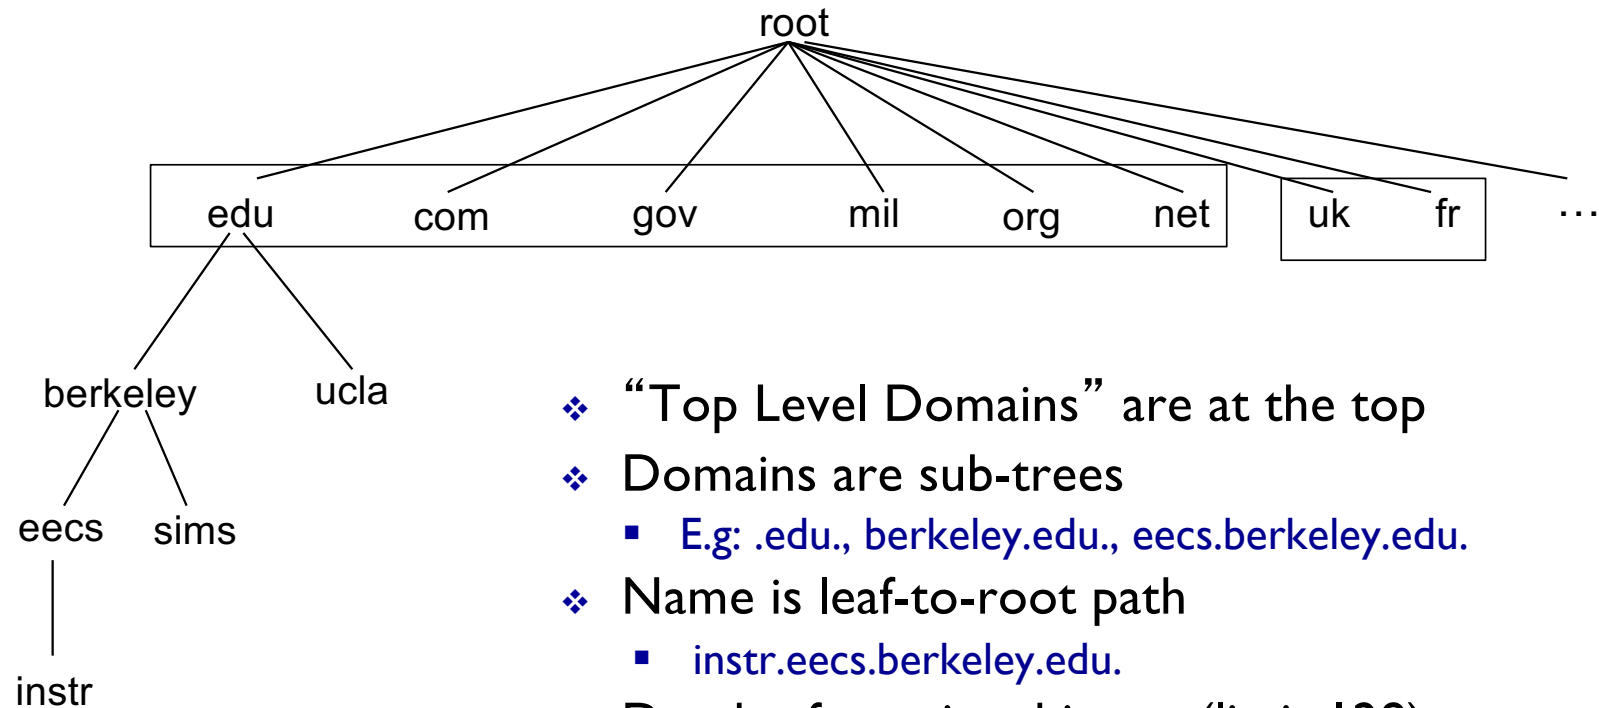 root
edu com gov mil org net uk fr ...
berkeley ucla
eecs sims
instr
❖ “Top Level Domains” are at the top
❖ Domains are sub-trees
▪ E.g: .edu., berkeley.edu., eecs.berkeley.edu.
❖ Name is leaf-to-root path
▪ instr.eecs.berkeley.edu.